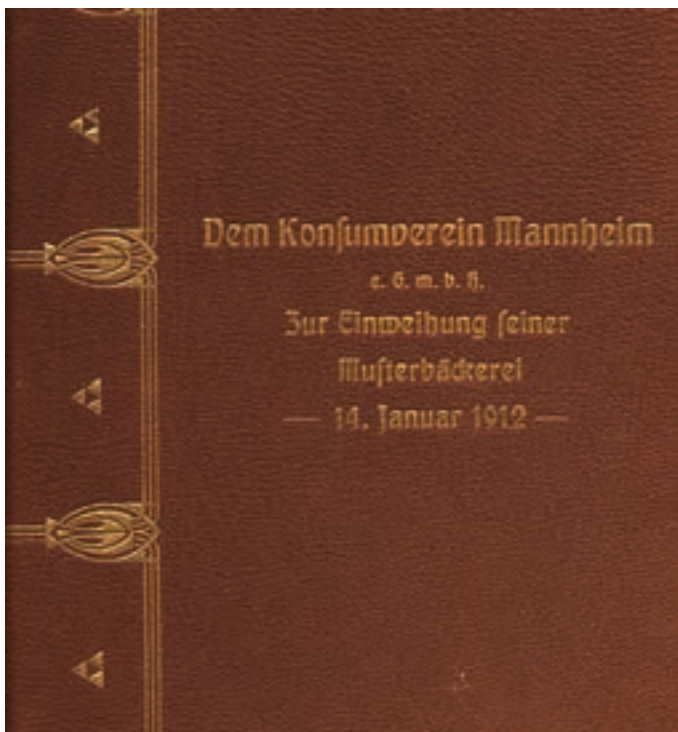 Dem Konſumverein Mannheim
e. G. m. b. H.
Zur Einweihung ſeiner
Muſterbäckerei
— 14. Januar 1912 —